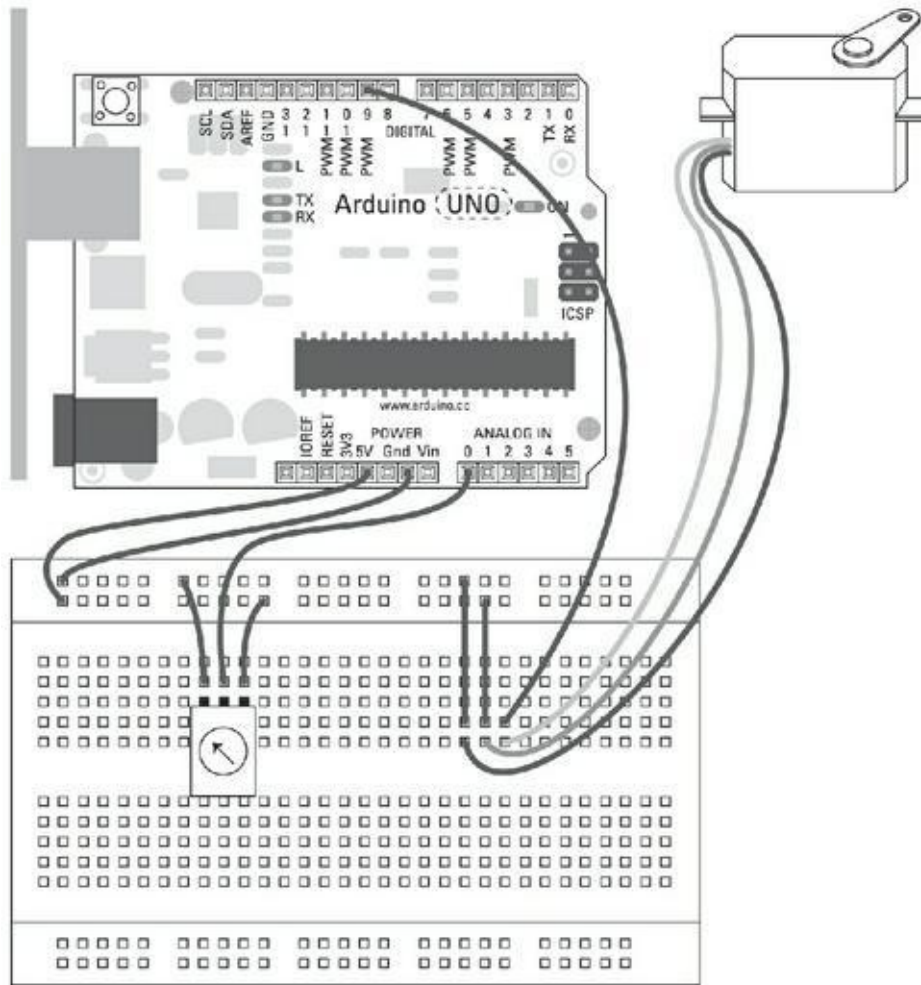 SCL
SDA
AREF
GND
13
12
11
10
9
8
7
6
5
4
3
2
1
0
DIGITAL
PWM
PWM
PWM
PWM
PWM
PWM
TX
RX
L
TX
RX
Arduino UNO
ON
1
ICSP
www.arduino.cc
POWER
ANALOG IN
IOREF
RESET
3V3
5V
Gnd
Vin
0
1
2
3
4
5